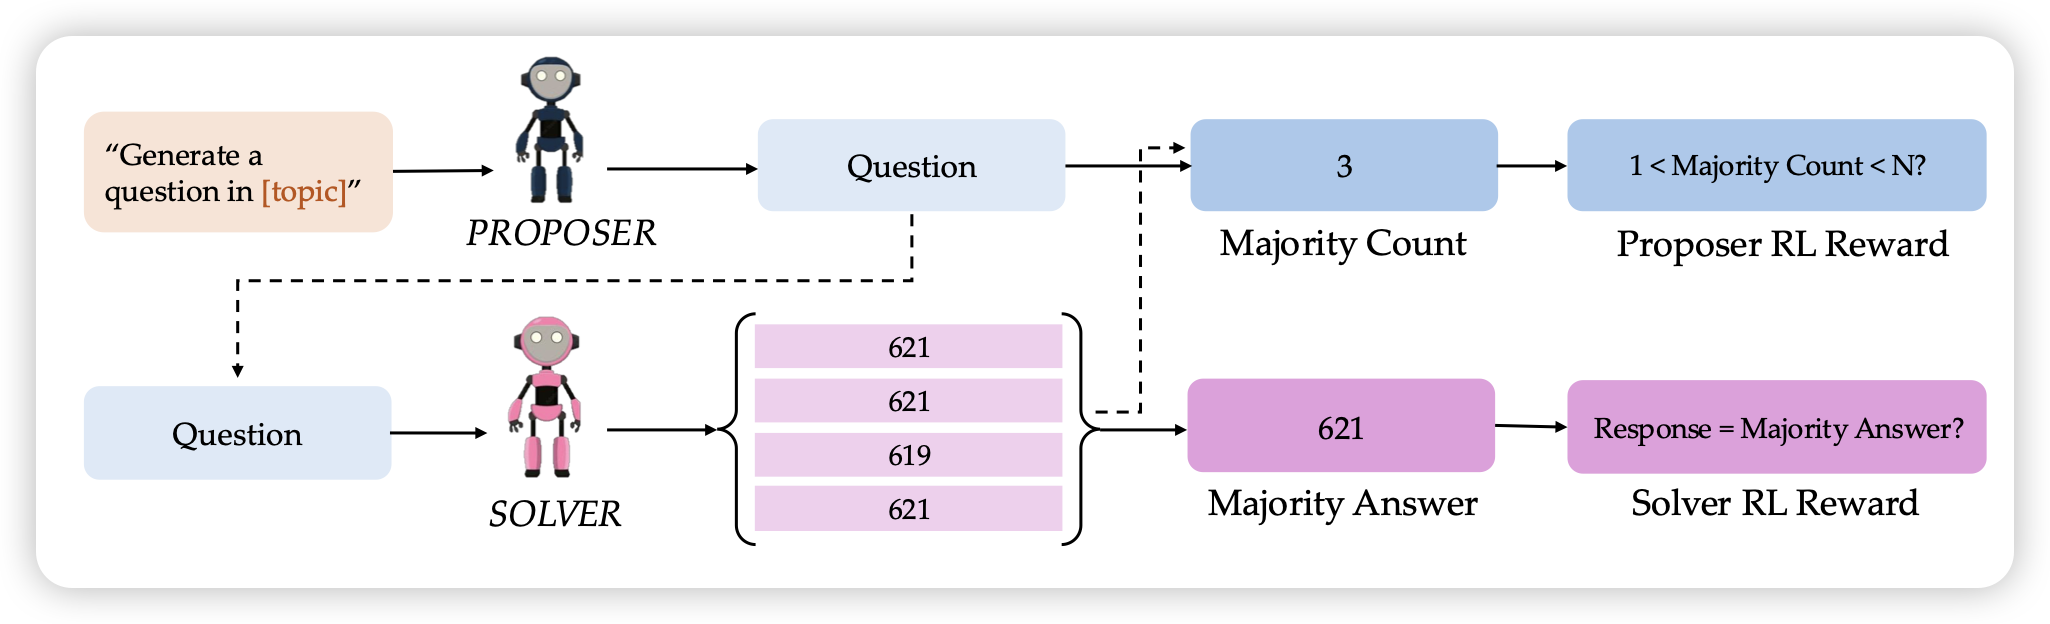 “Generate a
question in [topic]”
PROPOSER
Question
3
Majority Count
1 < Majority Count < N?
Proposer RL Reward
Question
SOLVER
621
621
619
621
621
Majority Answer
Response = Majority Answer?
Solver RL Reward